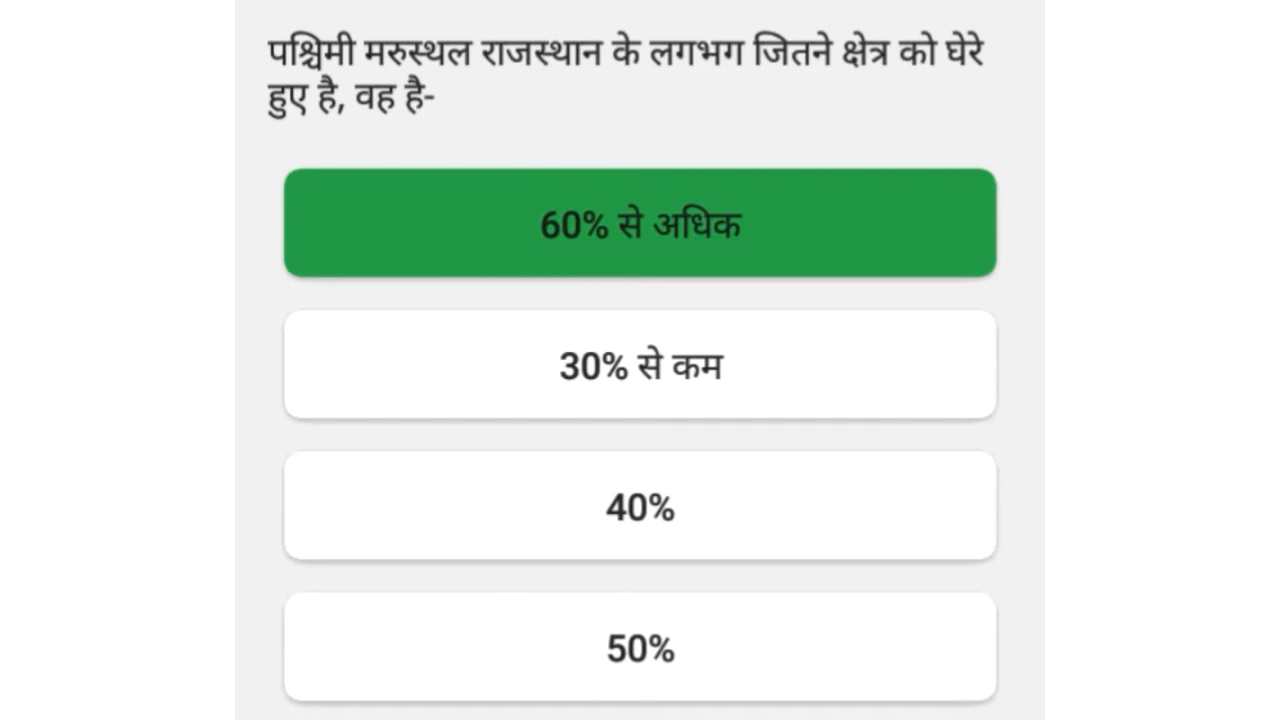 पश्चिमी मरुस्थल राजस्थान के लगभग जितने क्षेत्र को घेरे
हुए है, वह है-
60% से अधिक
30% से कम
40%
50%